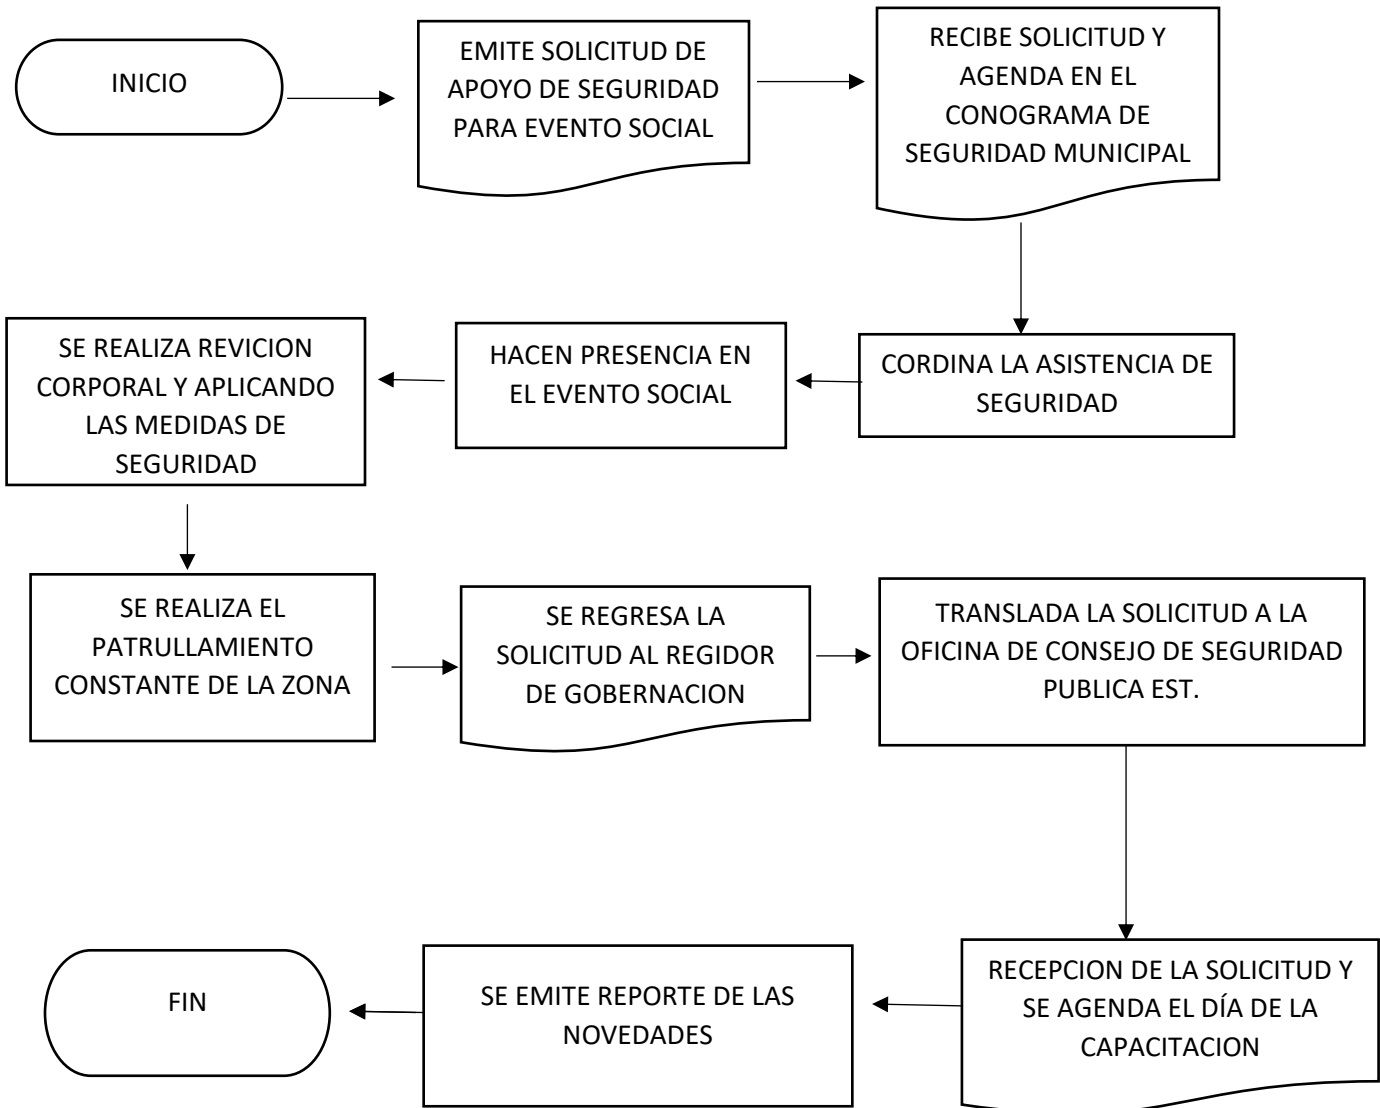 INICIO
EMITE SOLICITUD DE
APOYO DE SEGURIDAD
PARA EVENTO SOCIAL
RECIBE SOLICITUD Y
AGENDA EN EL
CONOGRAMA DE
SEGURIDAD MUNICIPAL
CORDINA LA ASISTENCIA DE
SEGURIDAD
HACEN PRESENCIA EN
EL EVENTO SOCIAL
SE REALIZA REVICION
CORPORAL Y APLICANDO
LAS MEDIDAS DE
SEGURIDAD
SE REALIZA EL
PATRULLAMIENTO
CONSTANTE DE LA ZONA
SE REGRESA LA
SOLICITUD AL REGIDOR
DE GOBERNACION
TRANSLADA LA SOLICITUD A LA
OFICINA DE CONSEJO DE SEGURIDAD
PUBLICA EST.
RECEPCION DE LA SOLICITUD Y
SE AGENDA EL DÍA DE LA
CAPACITACION
SE EMITE REPORTE DE LAS
NOVEDADES
FIN